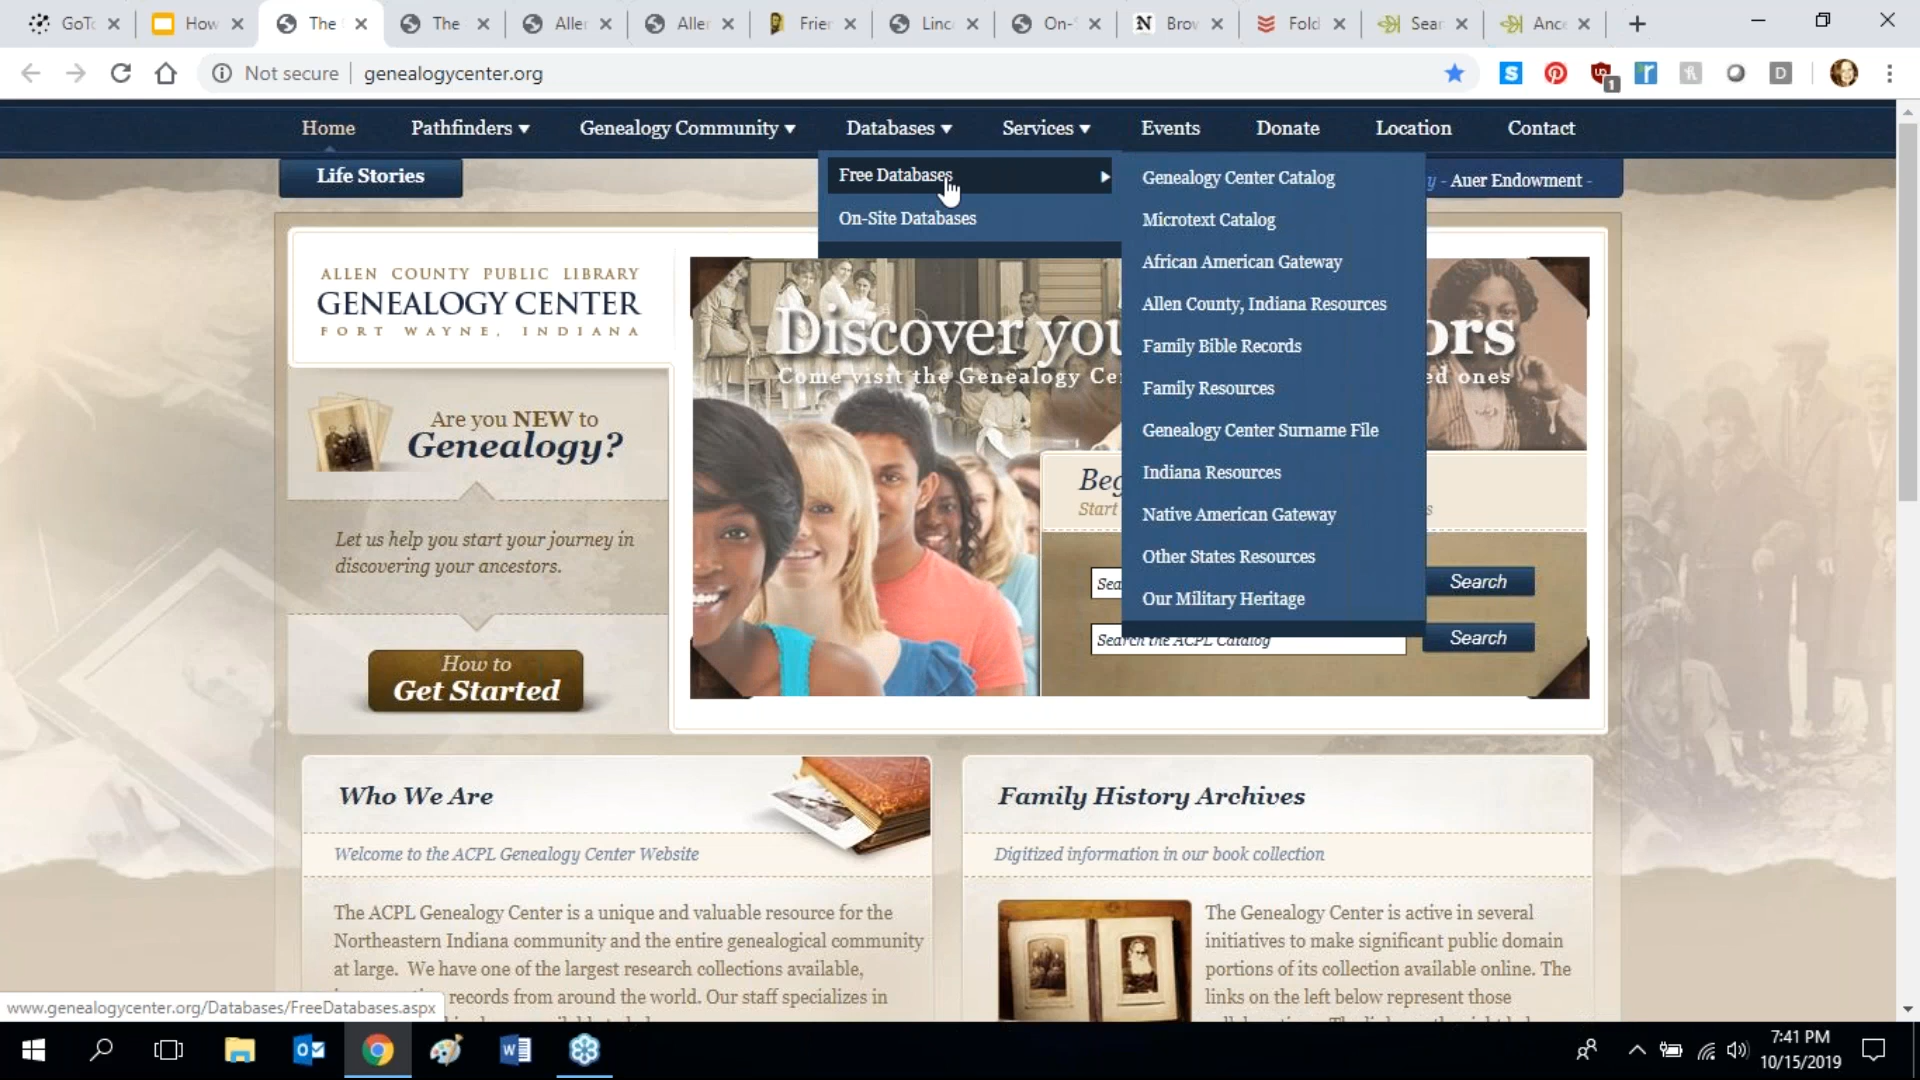 GoTo
How
The
The
Aller
Aller
Frier
Linc
On-
Brow
Fold
Sear
Ance
Not secure
genealogycenter.org
1
D
Home
Pathfinders ▾
Genealogy Community ▾
Databases ▾
Services ▾
Events
Donate
Location
Contact
Life Stories
Free Databases
On-Site Databases
Genealogy Center Catalog
Microtext Catalog
African American Gateway
Allen County, Indiana Resources
Family Bible Records
Family Resources
Genealogy Center Surname File
Indiana Resources
Native American Gateway
Other States Resources
Our Military Heritage
y - Auer Endowment -
ALLEN COUNTY PUBLIC LIBRARY
GENEALOGY CENTER
FORT WAYNE, INDIANA
Are you NEW to
Genealogy?
Let us help you start your journey in
discovering your ancestors.
How to
Get Started
Discover you ors
Come visit the Genealogy Ce ed ones
Beg
Start s
Sea
Search
Search the ACPL Catalog
Search
Who We Are
Welcome to the ACPL Genealogy Center Website
The ACPL Genealogy Center is a unique and valuable resource for the
Northeastern Indiana community and the entire genealogical community
at large. We have one of the largest research collections available,
records from around the world. Our staff specializes in
Family History Archives
Digitized information in our book collection
The Genealogy Center is active in several
initiatives to make significant public domain
portions of its collection available online. The
links on the left below represent those
www.genealogycenter.org/Databases/FreeDatabases.aspx
7:41 PM
10/15/2019